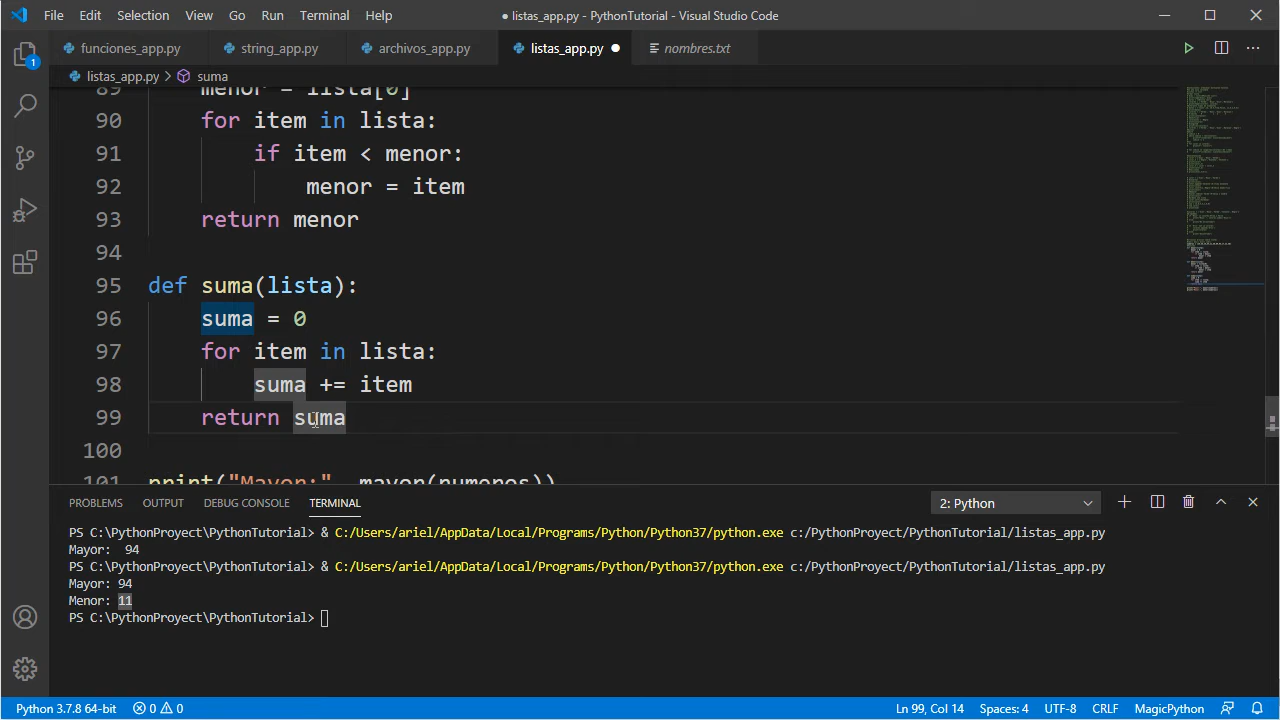 File Edit Selection View Go Run Terminal Help ● listas_app.py - PythonTutorial - Visual Studio Code
funciones_app.py string_app.py archivos_app.py listas_app.py ● nombres.txt
1
listas_app.py > suma
89 menor = lista[0]
90 for item in lista:
91 if item < menor:
92 menor = item
93 return menor
94
95 def suma(lista):
96 suma = 0
97 for item in lista:
98 suma += item
99 return suma
100
101 print("Mayor:", mayor(numeros))
PROBLEMS OUTPUT DEBUG CONSOLE TERMINAL 2: Python
PS C:\PythonProyect\PythonTutorial> & C:/Users/ariel/AppData/Local/Programs/Python/Python37/python.exe c:/PythonProyect/PythonTutorial/listas_app.py
Mayor:  94
PS C:\PythonProyect\PythonTutorial> & C:/Users/ariel/AppData/Local/Programs/Python/Python37/python.exe c:/PythonProyect/PythonTutorial/listas_app.py
Mayor: 94
Menor: 11
PS C:\PythonProyect\PythonTutorial>
Python 3.7.8 64-bit 0 0 Ln 99, Col 14 Spaces: 4 UTF-8 CRLF MagicPython